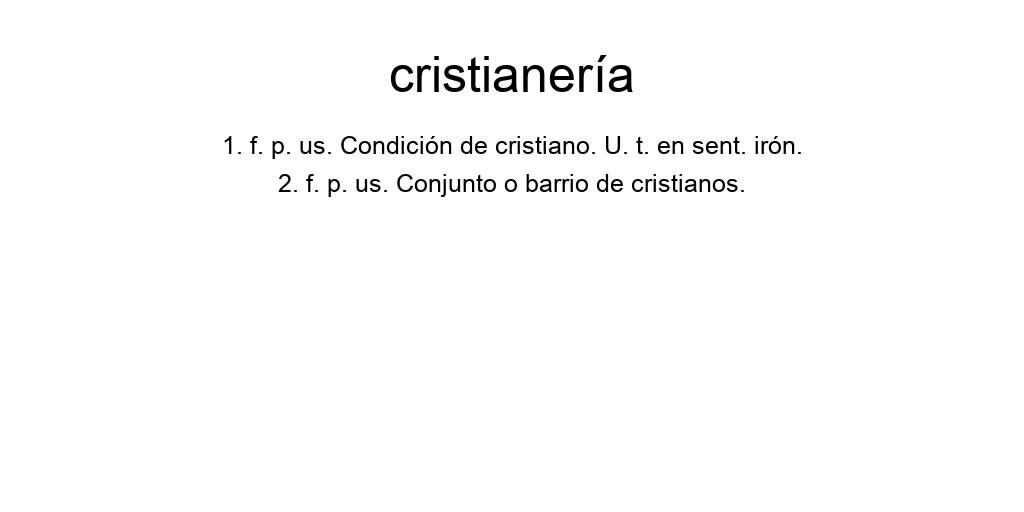 cristianería
1. f. p. us. Condición de cristiano. U. t. en sent. irón.
2. f. p. us. Conjunto o barrio de cristianos.